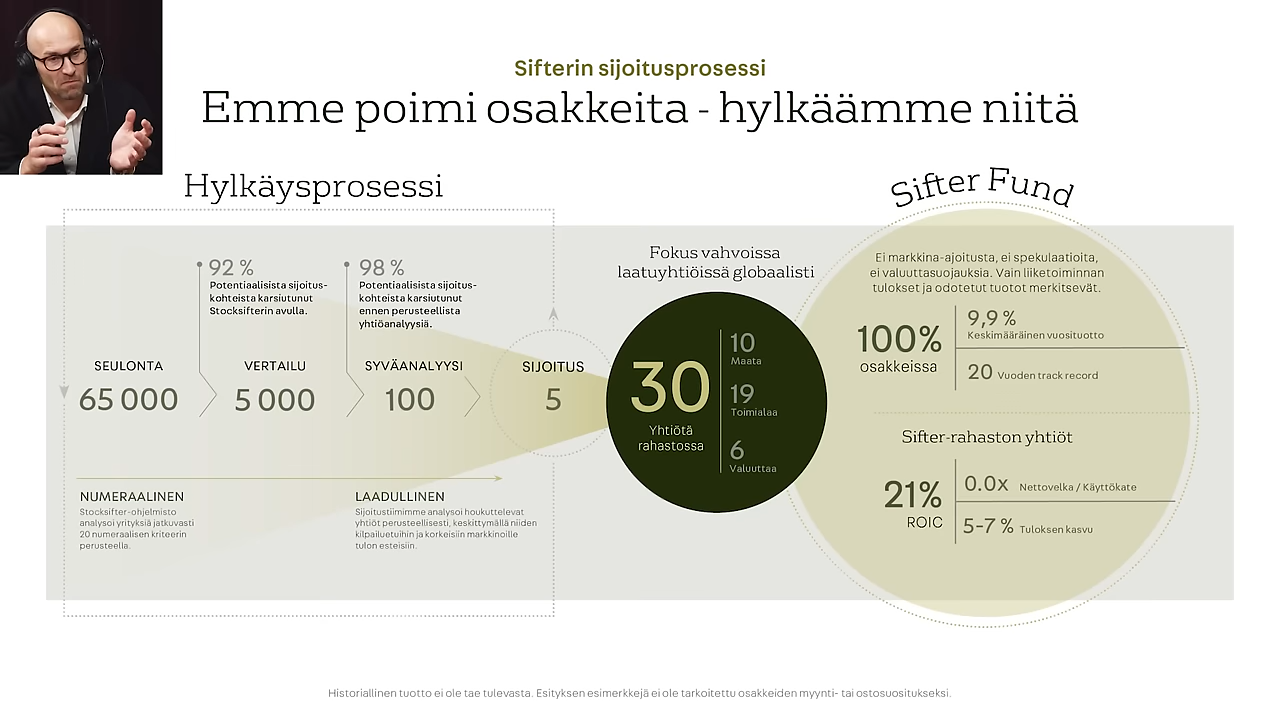 Sifterin sijoitusprosessi
Emme poimi osakkeita - hylkäämme niitä
Hylkäysprosessi
92 %
Potentiaalisista sijoitus-
kohteista karsiutunut
Stocksifterin avulla.
98 %
Potentiaalisista sijoitus-
kohteista karsiutunut
ennen perusteellista
yhtiöanalyysiä.
SEULONTA
65 000
VERTAILU
5 000
SYVÄANALYYSI
100
SIJOITUS
5
NUMERAALINEN
Stocksifter-ohjelmisto
analysoi yrityksiä jatkuvasti
20 numeraalisen kriteerin
perusteella.
LAADULLINEN
Sijoitustiimimme analysoi houkuttelevat
yhtiöt perusteellisesti, keskittymällä niiden
kilpailuetuihin ja korkeisiin markkinoille
tulon esteisiin.
Fokus vahvoissa
laatuyhtiöissä globaalisti
30
Yhtiötä
rahastossa
10
Maata
19
Toimialaa
6
Valuuttaa
Sifter Fund
Ei markkina-ajoitusta, ei spekulaatioita,
ei valuuttasuojauksia. Vain liiketoiminnan
tulokset ja odotetut tuotot merkitsevät.
100%
osakkeissa
9,9 %
Keskimääräinen vuosituotto
20 Vuoden track record
Sifter-rahaston yhtiöt
21%
ROIC
0.0x Nettovelka / Käyttökate
5-7 % Tuloksen kasvu
Historiallinen tuotto ei ole tae tulevasta. Esityksen esimerkkejä ei ole tarkoitettu osakkeiden myynti- tai ostosuositukseksi.